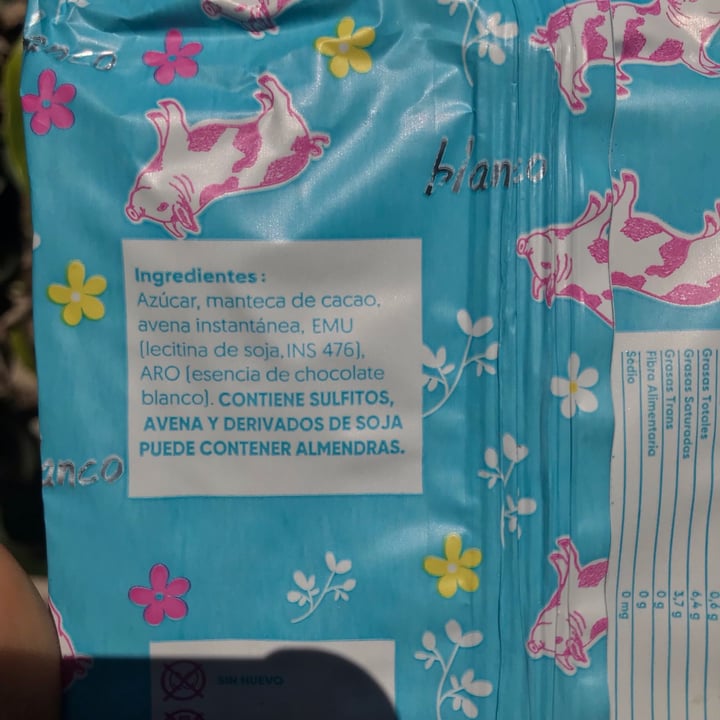 blanco
blanco
Ingredientes :
Azúcar, manteca de cacao,
avena instantánea, EMU
(lecitina de soja, INS 476),
ARO (esencia de chocolate
blanco). CONTIENE SULFITOS,
AVENA Y DERIVADOS DE SOJA
PUEDE CONTENER ALMENDRAS.
anco
SIN HUEVO
Grasas Totales 6,4 g
Grasas Saturadas 3,7 g
Grasas Trans 0 g
Fibra Alimentaria 0 g
Sodio 0 mg